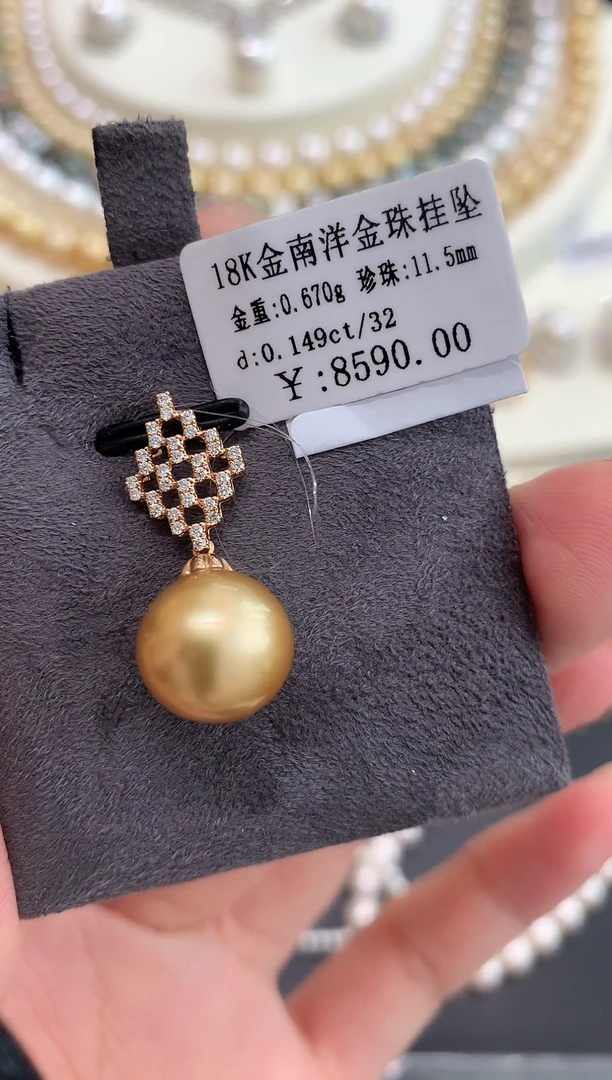 18K金南洋金珠挂坠
金重:0.670g 珍珠:11.5mm
d:0.149ct/32
￥:8590.00